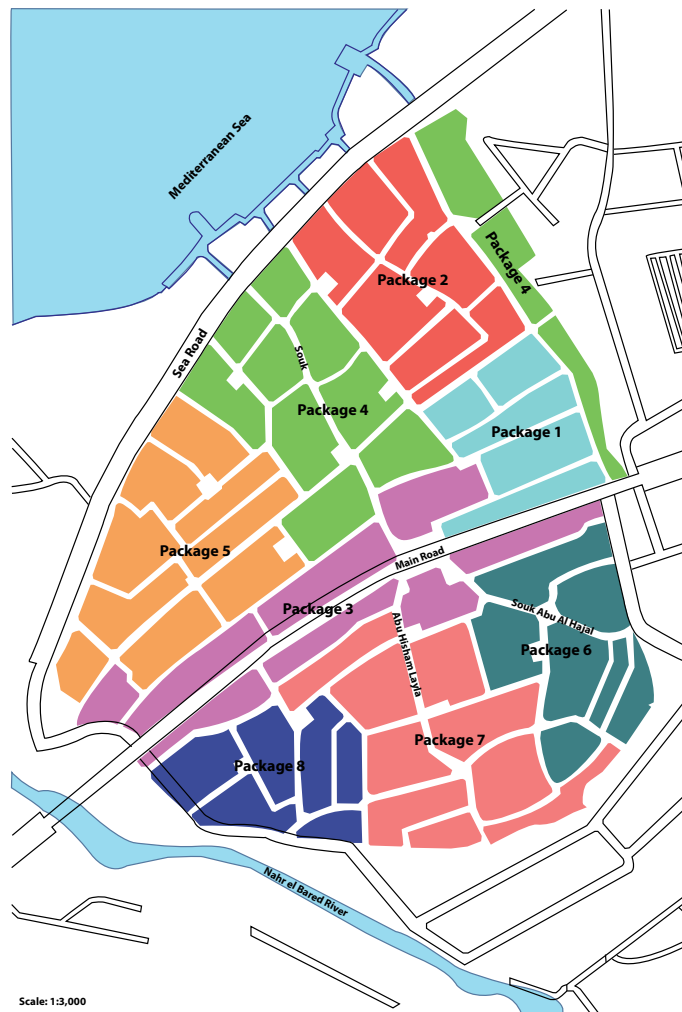 Mediterranean Sea
Package 2
Package 4
Sea Road
Souk
Package 4
Package 1
Package 5
Main Road
Package 3
Souk Abu Al Hajal
Abu Hisham Layla
Package 6
Package 7
Package 8
Nahr el Bared River
Scale: 1:3,000